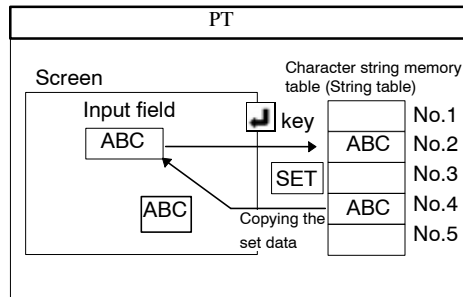 PT
Screen
Character string memory
table (String table)
Input field
key
ABC
SET
ABC
Copying the
set data
No.1
ABC No.2
No.3
ABC No.4
No.5